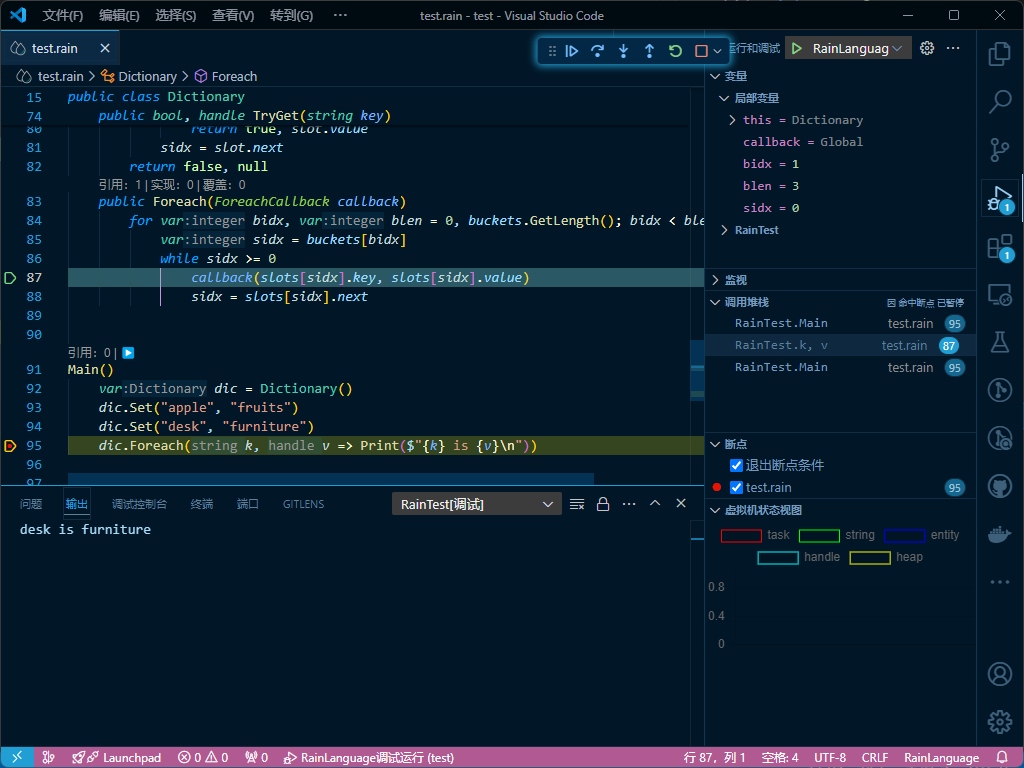 文件(F) 编辑(E) 选择(S) 查看(V) 转到(G) ··· test.rain - test - Visual Studio Code
test.rain
test.rain > Dictionary > Foreach
15 public class Dictionary
74 public bool, handle TryGet(string key)
80 return true, slot.value
81 sidx = slot.next
82 return false, null
引用: 1 | 实现: 0 | 覆盖: 0
83 public Foreach(ForeachCallback callback)
84 for var:integer bidx, var:integer blen = 0, buckets.GetLength(); bidx < ble
85 var:integer sidx = buckets[bidx]
86 while sidx >= 0
87 callback(slots[sidx].key, slots[sidx].value)
88 sidx = slots[sidx].next
89
90
引用: 0 |
91 Main()
92 var:Dictionary dic = Dictionary()
93 dic.Set("apple", "fruits")
94 dic.Set("desk", "furniture")
95 dic.Foreach(string k, handle v => Print($"{k} is {v}\n"))
96
97
问题 输出 调试控制台 终端 端口 GITLENS RainTest[调试]
desk is furniture
运行和调试 RainLanguag
变量
局部变量
this = Dictionary
callback = Global
bidx = 1
blen = 3
sidx = 0
RainTest
监视
调用堆栈 因 命中断点 已暂停
RainTest.Main test.rain 95
RainTest.k, v test.rain 87
RainTest.Main test.rain 95
断点
退出断点条件
test.rain 95
虚拟机状态视图
task string entity
handle heap
0.8
0.4
0
1
1
Launchpad 0 0 0 RainLanguage调试运行 (test) 行 87，列 1 空格: 4 UTF-8 CRLF RainLanguage